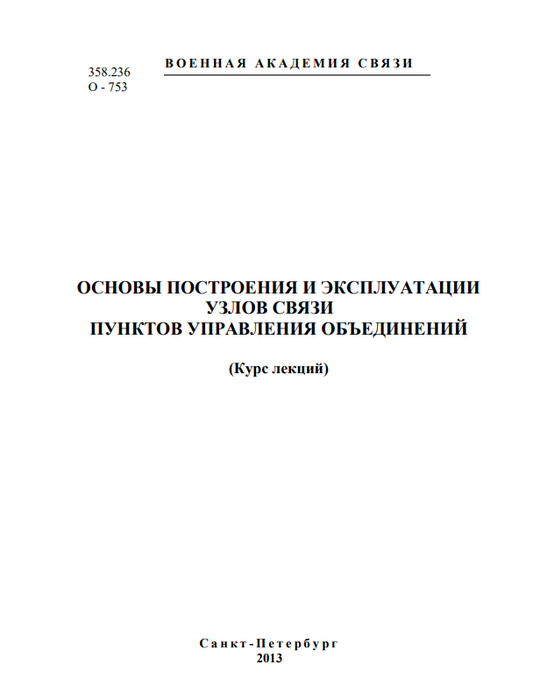 ВОЕННАЯ АКАДЕМИЯ СВЯЗИ
358.236
О - 753
ОСНОВЫ ПОСТРОЕНИЯ И ЭКСПЛУАТАЦИИ
УЗЛОВ СВЯЗИ
ПУНКТОВ УПРАВЛЕНИЯ ОБЪЕДИНЕНИЙ
(Курс лекций)
Санкт-Петербург
2013